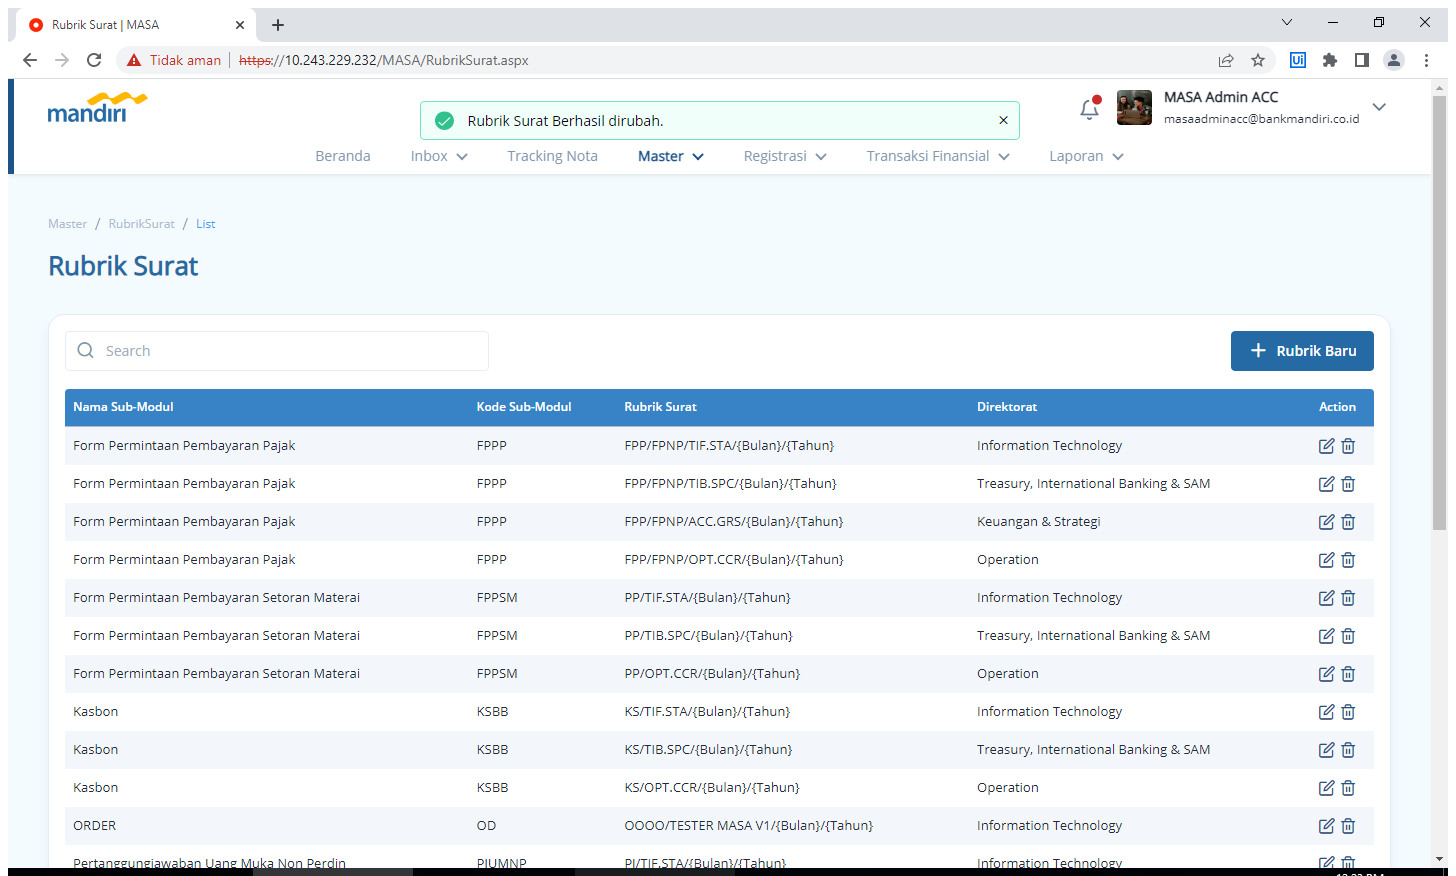 Rubrik Surat | MASA
Tidak aman
https://10.243.229.232/MASA/RubrikSurat.aspx
mandiri
Rubrik Surat Berhasil dirubah.
MASA Admin ACC
masaadminacc@bankmandiri.co.id
Beranda Inbox Tracking Nota Master Registrasi Transaksi Finansial Laporan
Master / RubrikSurat / List
Rubrik Surat
Search
+ Rubrik Baru
Nama Sub-Modul Kode Sub-Modul Rubrik Surat Direktorat Action
Form Permintaan Pembayaran Pajak FPPP FPP/FPNP/TIF.STA/{Bulan}/{Tahun} Information Technology
Form Permintaan Pembayaran Pajak FPPP FPP/FPNP/TIB.SPC/{Bulan}/{Tahun} Treasury, International Banking & SAM
Form Permintaan Pembayaran Pajak FPPP FPP/FPNP/ACC.GRS/{Bulan}/{Tahun} Keuangan & Strategi
Form Permintaan Pembayaran Pajak FPPP FPP/FPNP/OPT.CCR/{Bulan}/{Tahun} Operation
Form Permintaan Pembayaran Setoran Materai FPPSM PP/TIF.STA/{Bulan}/{Tahun} Information Technology
Form Permintaan Pembayaran Setoran Materai FPPSM PP/TIB.SPC/{Bulan}/{Tahun} Treasury, International Banking & SAM
Form Permintaan Pembayaran Setoran Materai FPPSM PP/OPT.CCR/{Bulan}/{Tahun} Operation
Kasbon KSBB KS/TIF.STA/{Bulan}/{Tahun} Information Technology
Kasbon KSBB KS/TIB.SPC/{Bulan}/{Tahun} Treasury, International Banking & SAM
Kasbon KSBB KS/OPT.CCR/{Bulan}/{Tahun} Operation
ORDER OD OOOO/TESTER MASA V1/{Bulan}/{Tahun} Information Technology
Pertanggungjawaban Uang Muka Non Perdin PJUMNP PJ/TIF.STA/{Bulan}/{Tahun} Information Technology